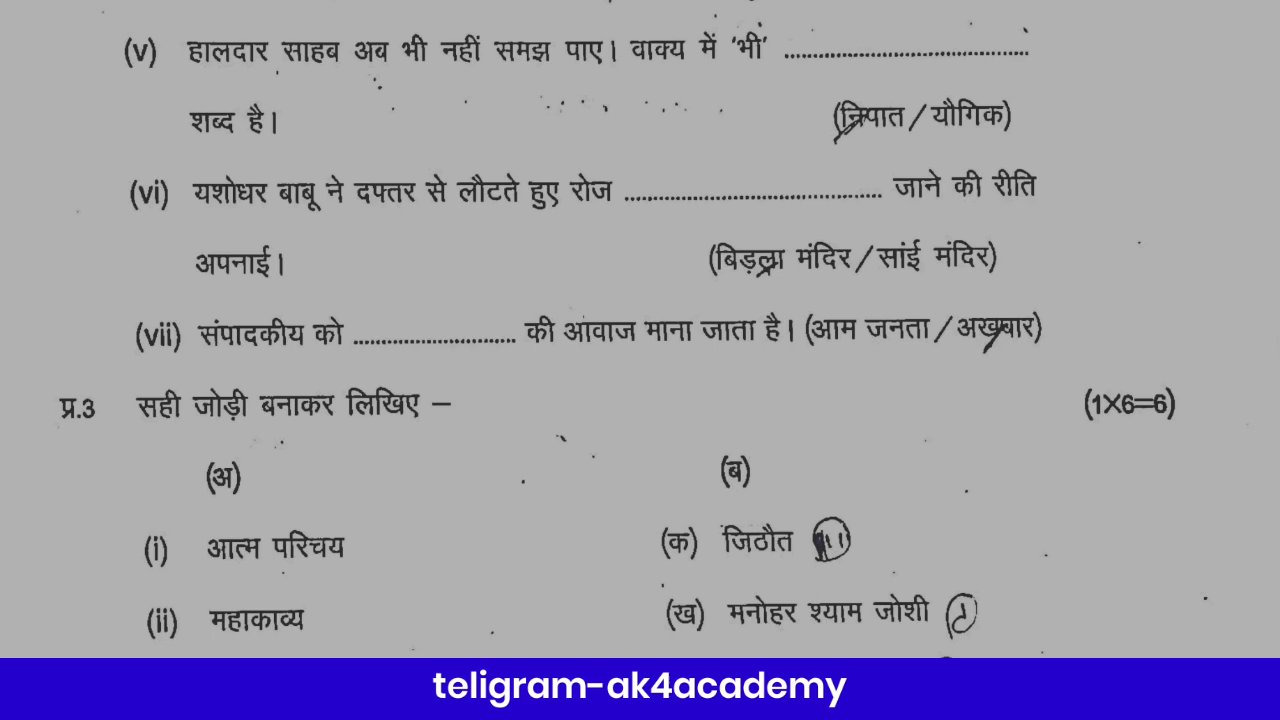 (v) हालदार साहब अब भी नहीं समझ पाए। वाक्य में ‘भी’ ..........................................
शब्द है। (निपात / यौगिक)
(vi) यशोधर बाबू ने दफ्तर से लौटते हुए रोज ............................................ जाने की रीति
अपनाई। (बिड़ला मंदिर / सांई मंदिर)
(vii) संपादकीय को ............................ की आवाज माना जाता है। (आम जनता / अखबार)
प्र.3 सही जोड़ी बनाकर लिखिए – (1×6=6)
(अ) (ब)
(i) आत्म परिचय (क) जिठौत
(ii) महाकाव्य (ख) मनोहर श्याम जोशी
teligram-ak4academy